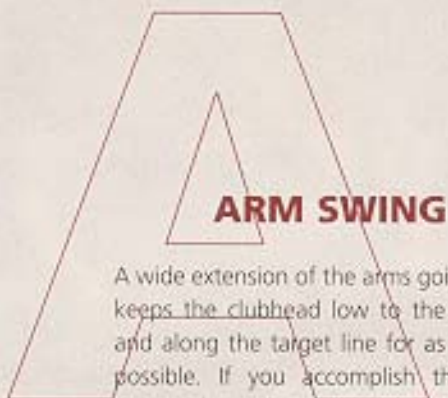 A
ARM SWING
A wide extension of the arms goi
keeps the clubhead low to the
and along the target line for as
possible. If you accomplish th